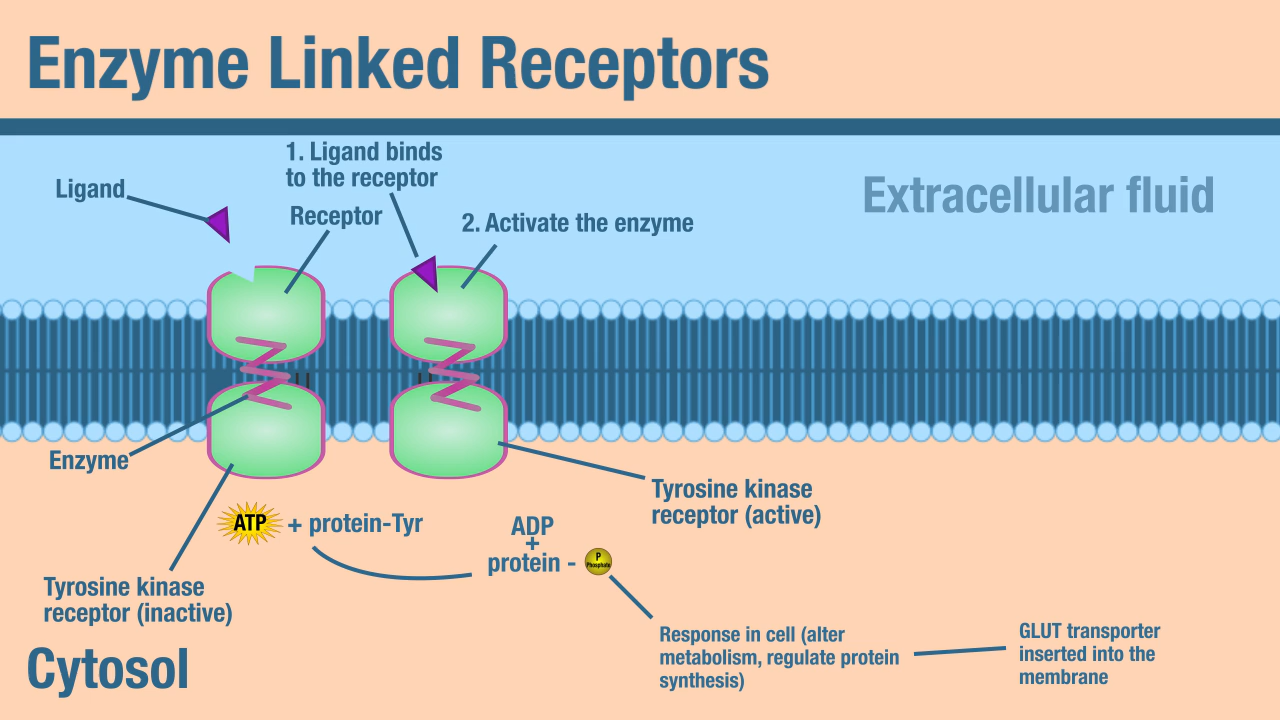 Enzyme Linked Receptors
1. Ligand binds
to the receptor
Ligand
Receptor
2. Activate the enzyme
Extracellular fluid
Enzyme
Tyrosine kinase
receptor (active)
ATP + protein-Tyr
ADP
+
protein - P
Phosphate
Tyrosine kinase
receptor (inactive)
Response in cell (alter
metabolism, regulate protein
synthesis)
GLUT transporter
inserted into the
membrane
Cytosol